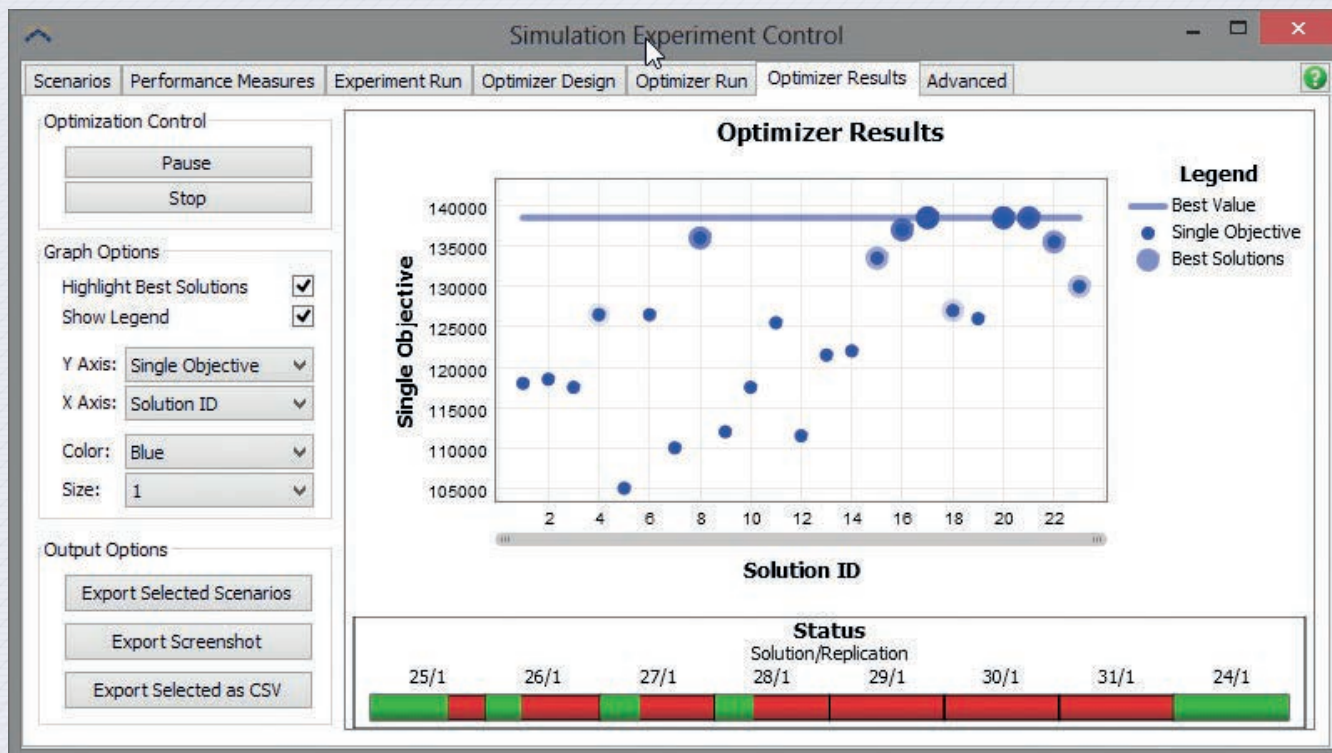 Simulation Experiment Control
Scenarios Performance Measures Experiment Run Optimizer Design Optimizer Run Optimizer Results Advanced
?
Optimization Control
Pause
Stop
Graph Options
Highlight Best Solutions
Show Legend
Y Axis: Single Objective
X Axis: Solution ID
Color: Blue
Size: 1
Output Options
Export Selected Scenarios
Export Screenshot
Export Selected as CSV
Optimizer Results
Single Objective
140000
135000
130000
125000
120000
115000
110000
105000
2 4 6 8 10 12 14 16 18 20 22
Solution ID
Legend
Best Value
Single Objective
Best Solutions
Status
Solution/Replication
25/1 26/1 27/1 28/1 29/1 30/1 31/1 24/1